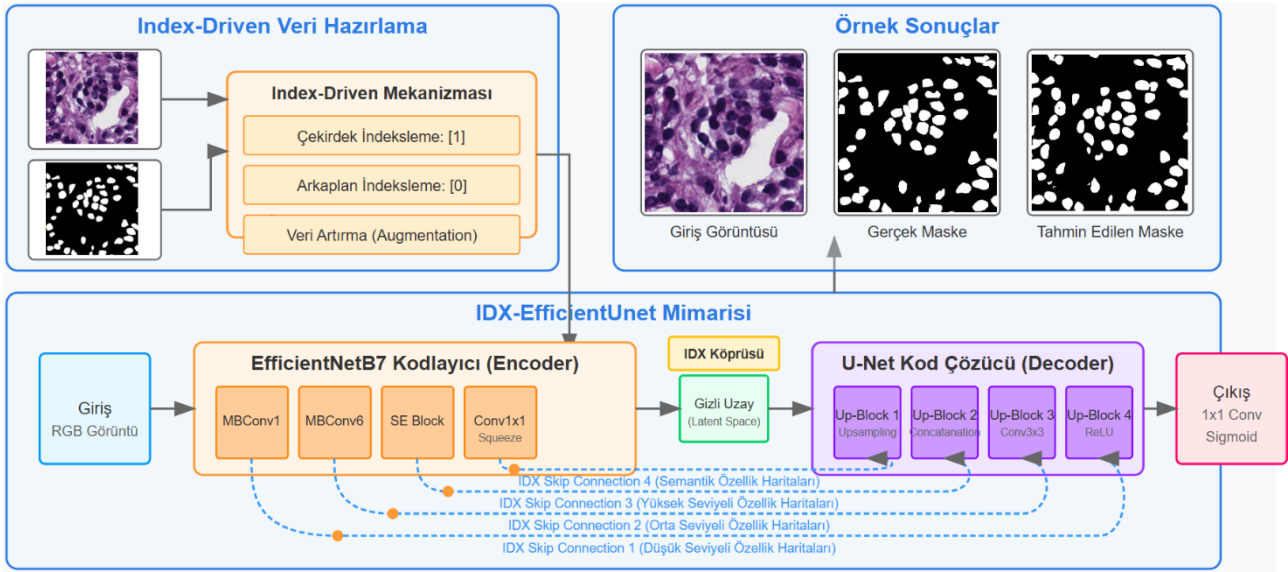 Index-Driven Veri Hazırlama
Index-Driven Mekanizması
Çekirdek İndeksleme: [1]
Arkaplan İndeksleme: [0]
Veri Artırma (Augmentation)
Örnek Sonuçlar
Giriş Görüntüsü
Gerçek Maske
Tahmin Edilen Maske
IDX-EfficientUnet Mimarisi
Giriş
RGB Görüntü
EfficientNetB7 Kodlayıcı (Encoder)
MBConv1
MBConv6
SE Block
Conv1x1
Squeeze
IDX Köprüsü
Gizli Uzay
(Latent Space)
U-Net Kod Çözücü (Decoder)
Up-Block 1
Upsampling
Up-Block 2
Concatanation
Up-Block 3
Conv3x3
Up-Block 4
ReLU
Çıkış
1x1 Conv
Sigmoid
IDX Skip Connection 4 (Semantik Özellik Haritaları)
IDX Skip Connection 3 (Yüksek Seviyeli Özellik Haritaları)
IDX Skip Connection 2 (Orta Seviyeli Özellik Haritaları)
IDX Skip Connection 1 (Düşük Seviyeli Özellik Haritaları)